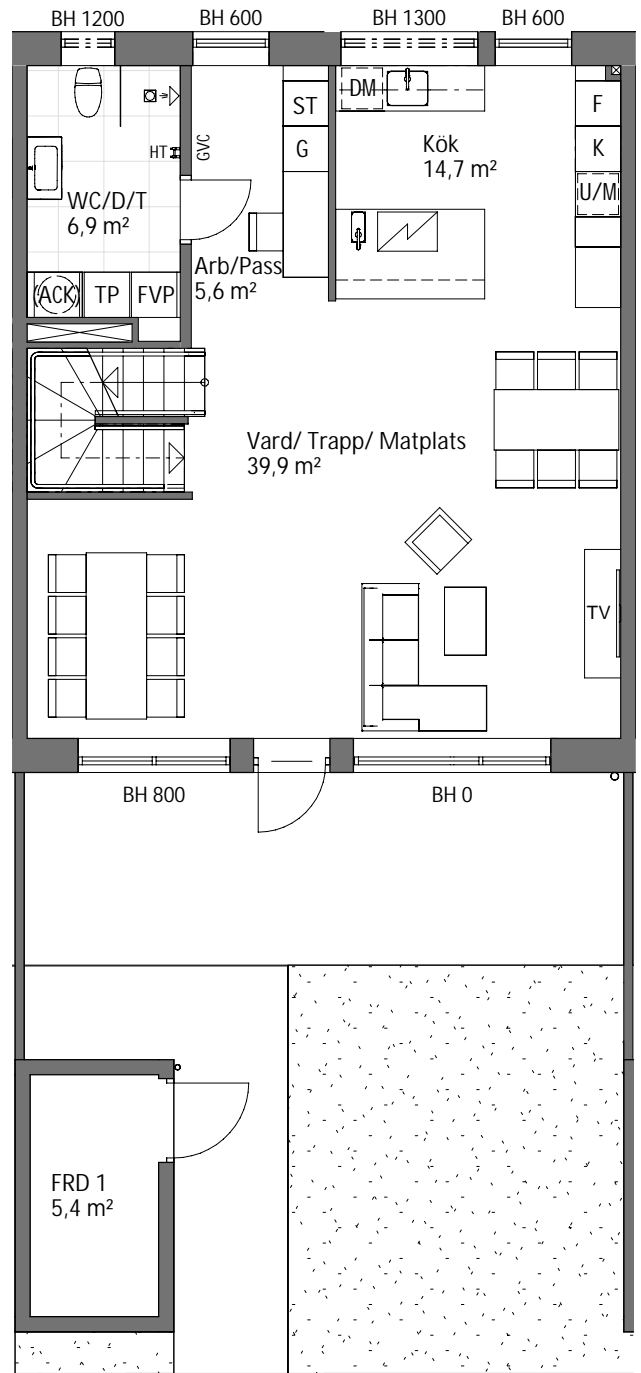 BH 1200
BH 600
BH 1300
BH 600
DM
ST
F
HT
GVC
G
Kök
14,7 m²
K
WC/D/T
6,9 m²
U/M
Arb/Pass
5,6 m²
ACK
TP
FVP
Vard/ Trapp/ Matplats
39,9 m²
TV
BH 800
BH 0
FRD 1
5,4 m²